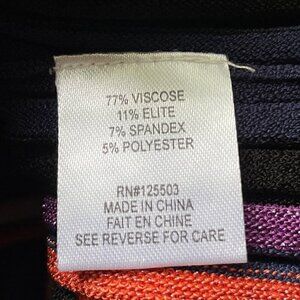 77% VISCOSE
11% ELITE
7% SPANDEX
5% POLYESTER
RN#125503
MADE IN CHINA
FAIT EN CHINE
SEE REVERSE FOR CARE